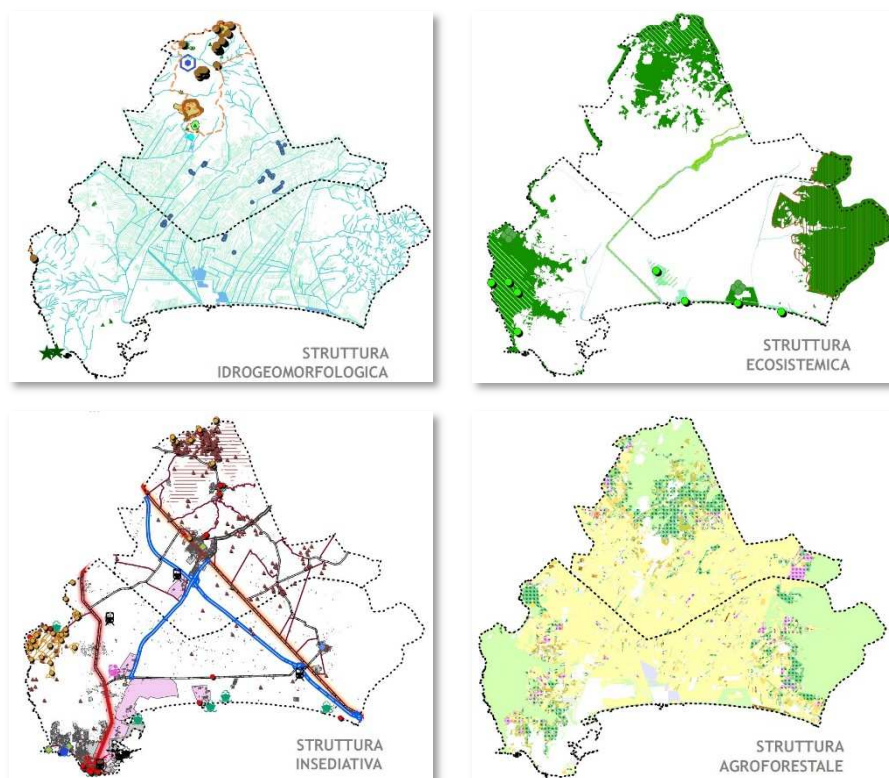 STRUTTURA
IDROGEOMORFOLOGICA
STRUTTURA
ECOSISTEMICA
STRUTTURA
INSEDIATIVA
STRUTTURA
AGROFORESTALE